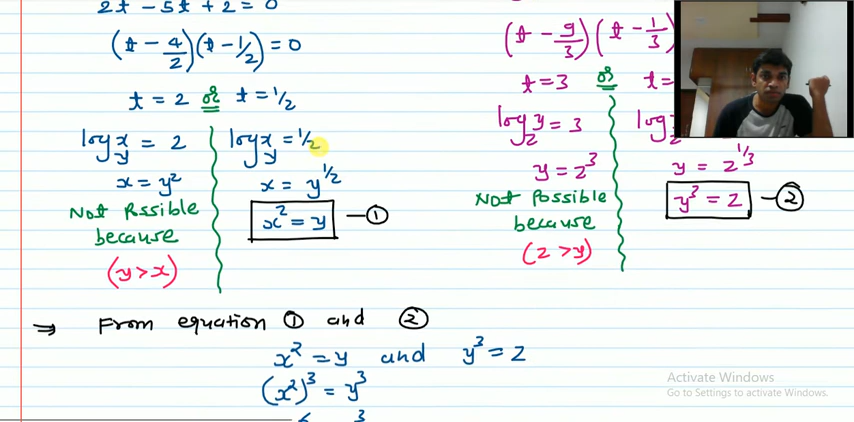 2t - 5t + 2 = 0
(t - 4/2)(t - 1/2) = 0
t = 2 or t = 1/2
log_y x = 2
x = y²
Not Possible
because
(y > x)
log_y x = 1/2
x = y^(1/2)
x² = y - ①
(t - 9/3)(t - 1/3)
t = 3 or t =
log_z y = 3
y = z³
Not Possible
because
(z > y)
log
y = z^(1/3)
y³ = z - ②
⇒ From equation ① and ②
x² = y and y³ = z
(x²)³ = y³
Activate Windows
Go to Settings to activate Windows.